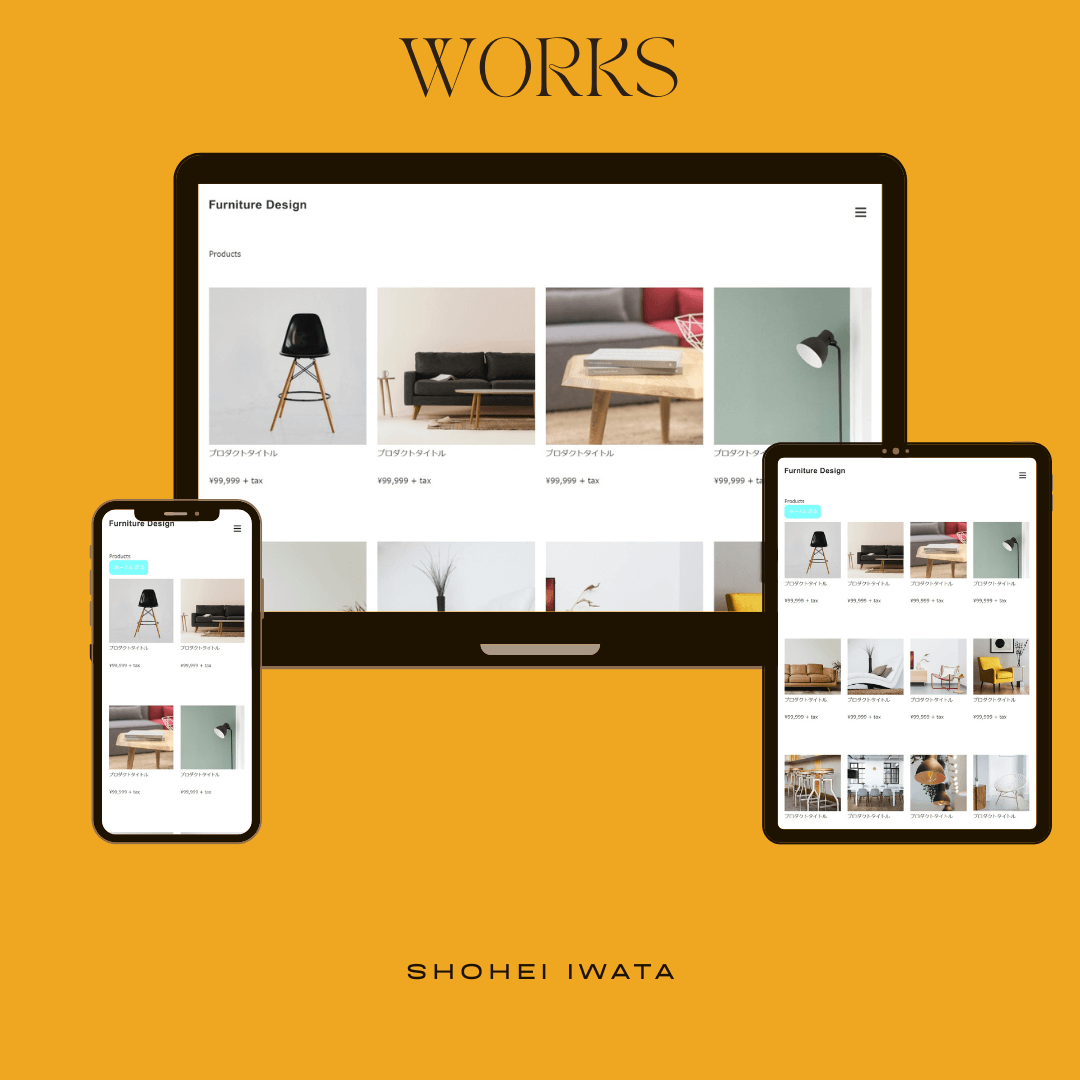 WORKS
Furniture Design
Products
プロダクトタイトル プロダクトタイトル プロダクトタイトル
¥99,999 + tax ¥99,999 + tax ¥99,999 + tax ¥99,999 + ta
Furniture Design
Products
プロダクトタイトル プロダクトタイトル
¥99,999 + tax ¥99,999 + tax
プロダクトタイトル プロダクトタイトル
¥99,999 + tax ¥99,999 + tax
Furniture Design
Products
プロダクトタイトル プロダクトタイトル プロダクトタイトル プロダクトタイトル
¥99,999 + tax ¥99,999 + tax ¥99,999 + tax ¥99,999 + tax
プロダクトタイトル プロダクトタイトル プロダクトタイトル プロダクトタイトル
¥99,999 + tax ¥99,999 + tax ¥99,999 + tax ¥99,999 + tax
プロダクトタイトル プロダクトタイトル プロダクトタイトル プロダクトタイトル
SHOHEI IWATA